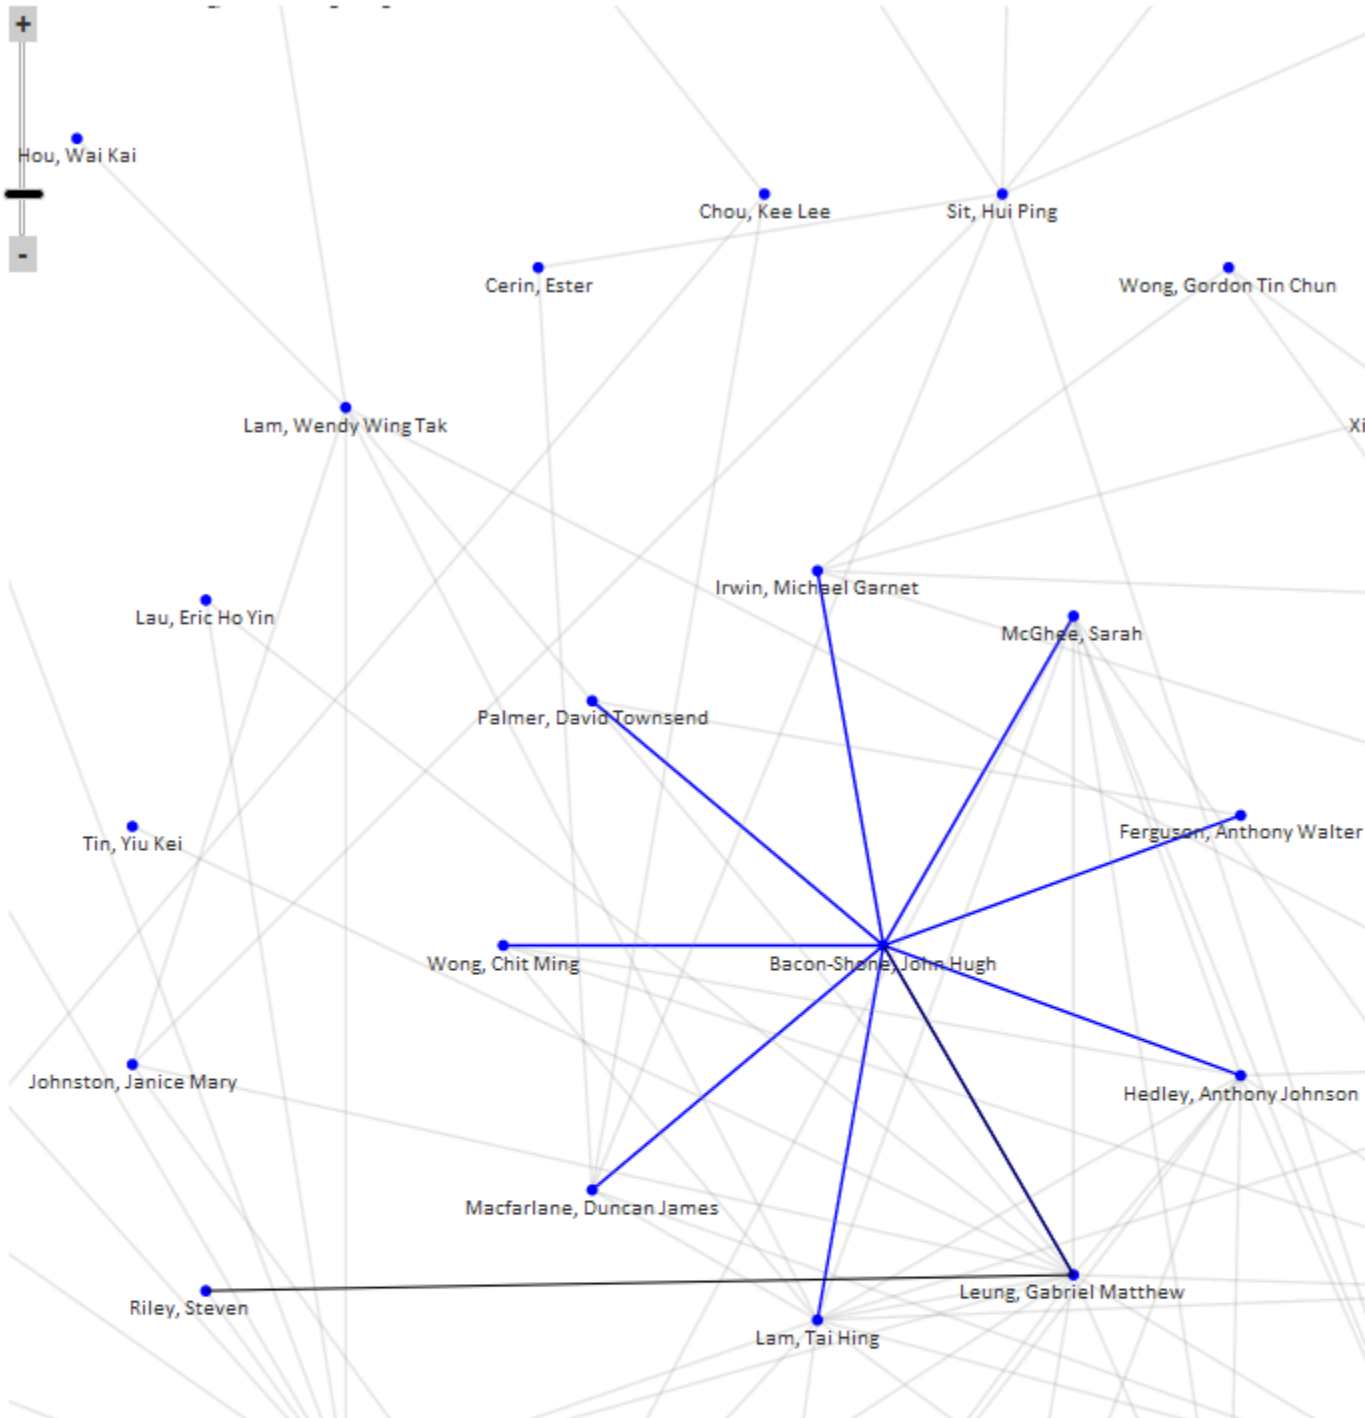 +
Hou, Wai Kai
-
Chou, Kee Lee
Sit, Hui Ping
Cerin, Ester
Wong, Gordon Tin Chun
Lam, Wendy Wing Tak
Xi
Irwin, Michael Garnet
Lau, Eric Ho Yin
McGhee, Sarah
Palmer, David Townsend
Ferguson, Anthony Walter
Tin, Yiu Kei
Wong, Chit Ming
Bacon-Shone, John Hugh
Johnston, Janice Mary
Hedley, Anthony Johnson
Macfarlane, Duncan James
Leung, Gabriel Matthew
Riley, Steven
Lam, Tai Hing